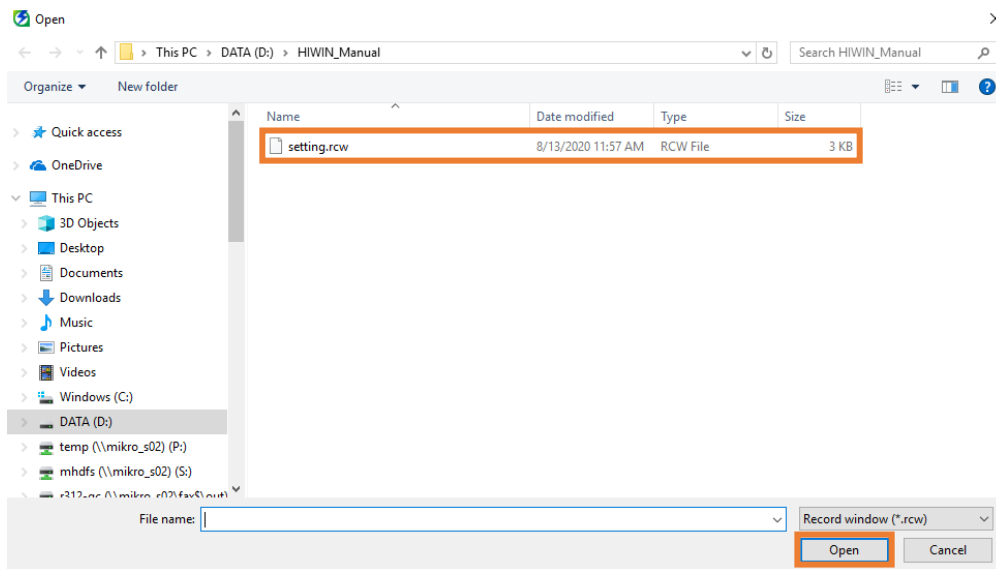 Open
This PC > DATA (D:) > HIWIN_Manual
Search HIWIN_Manual
Organize
New folder
Name Date modified Type Size
setting.rcw 8/13/2020 11:57 AM RCW File 3 KB
Quick access
OneDrive
This PC
3D Objects
Desktop
Documents
Downloads
Music
Pictures
Videos
Windows (C:)
DATA (D:)
temp (\\mikro_s02) (P:)
mhdfs (\\mikro_s02) (S:)
File name:
Record window (*.rcw)
Open
Cancel